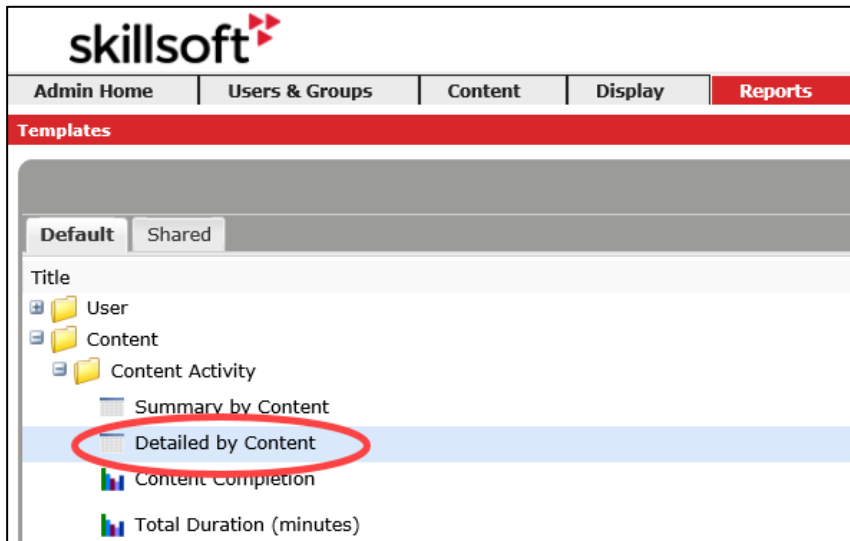 skillsoft
Admin Home Users & Groups Content Display Reports
Templates
Default Shared
Title
User
Content
Content Activity
Summary by Content
Detailed by Content
Content Completion
Total Duration (minutes)